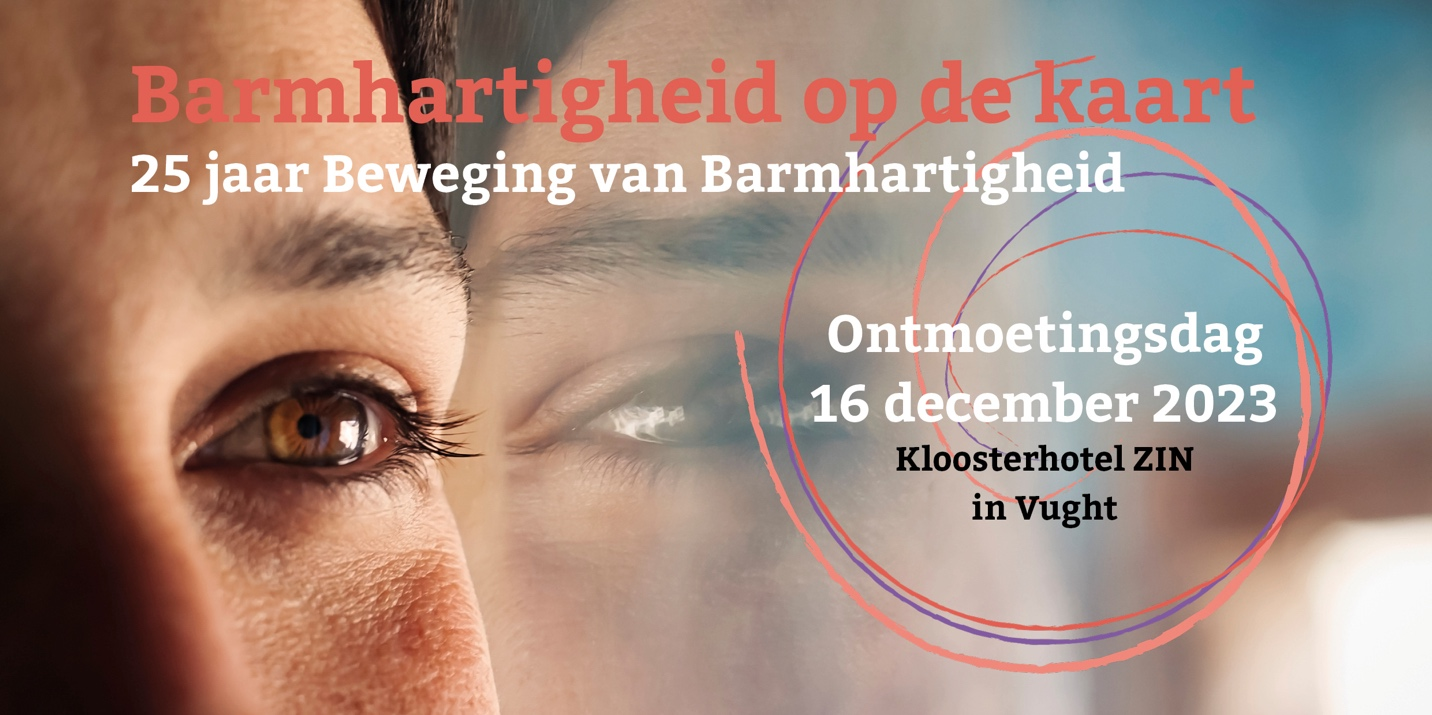 Barmhartigheid op de kaart
25 jaar Beweging van Barmhartigheid
Ontmoetingsdag
16 december 2023
Kloosterhotel ZIN
in Vught